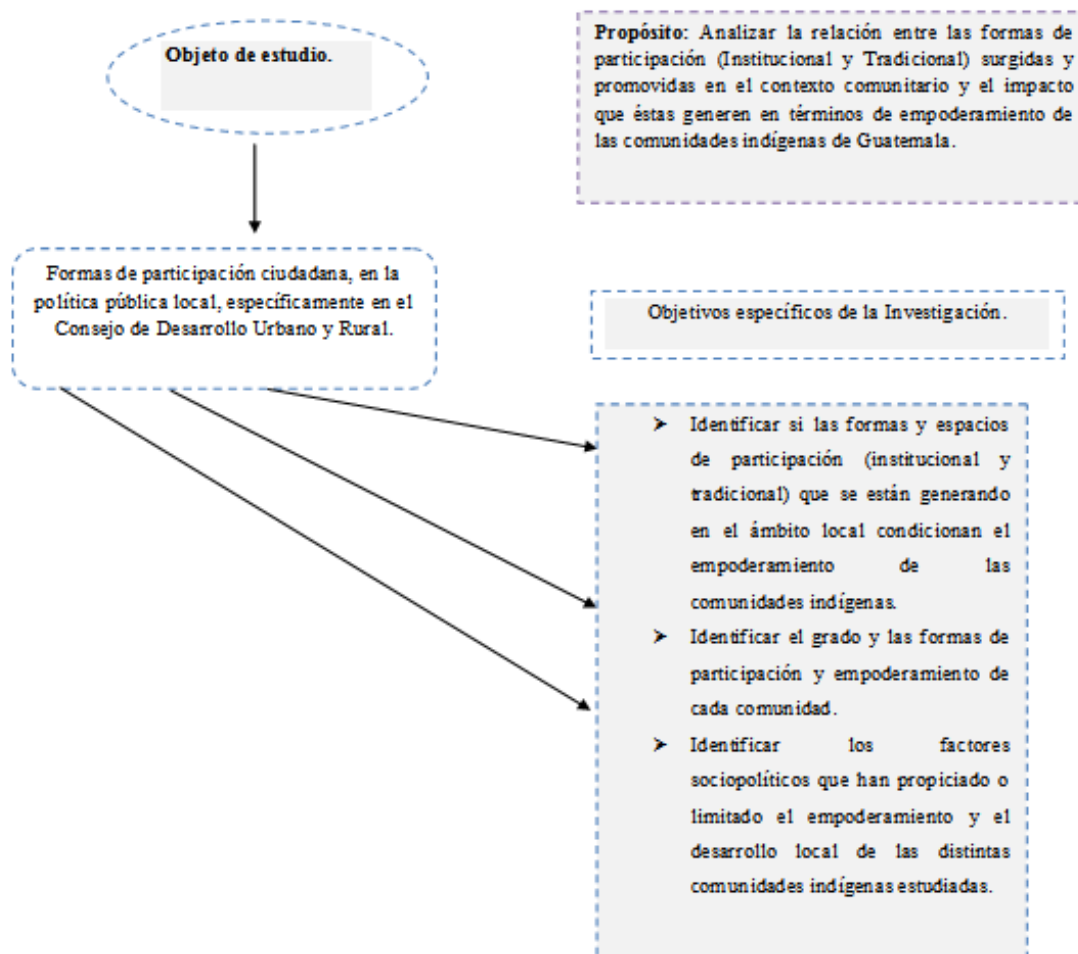 Objeto de estudio.
Propósito: Analizar la relación entre las formas de
participación (Institucional y Tradicional) surgidas y
promovidas en el contexto comunitario y el impacto
que éstas generen en términos de empoderamiento de
las comunidades indígenas de Guatemala.
Formas de participación ciudadana, en la
política pública local, específicamente en el
Consejo de Desarrollo Urbano y Rural.
Objetivos específicos de la Investigación.
➤ Identificar si las formas y espacios
de participación (institucional y
tradicional) que se están generando
en el ámbito local condicionan el
empoderamiento de las
comunidades indígenas.
➤ Identificar el grado y las formas de
participación y empoderamiento de
cada comunidad.
➤ Identificar los factores
sociopolíticos que han propiciado o
limitado el empoderamiento y el
desarrollo local de las distintas
comunidades indígenas estudiadas.